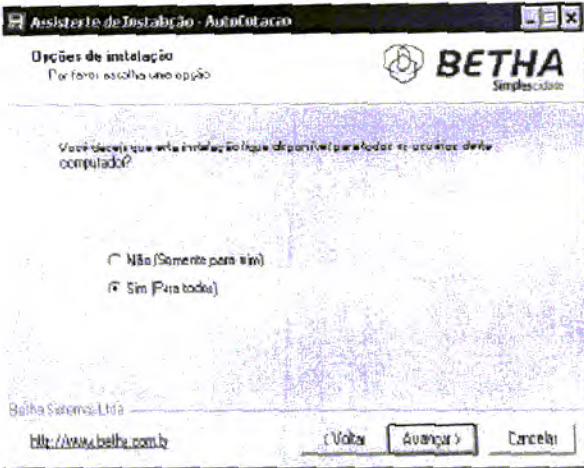 Assistente de Instalação - AutoCotacao
Opções de instalação
Por favor escolha uma opção
BETHA
Simplescidade
Você deseja que esta instalação fique disponível para todos os usuários deste
computador?
Não (Somente para mim)
Sim (Para todos)
Betha Sistemas Ltda
http://www.betha.com.br
< Voltar
Avançar >
Cancelar